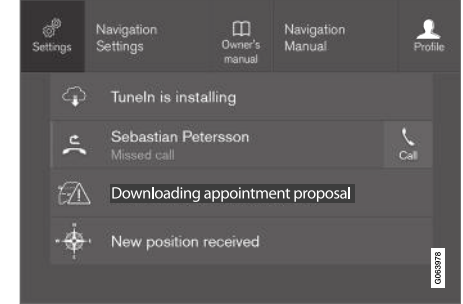 Settings
Navigation
Settings
Owner's
manual
Navigation
Manual
Profile
TuneIn is installing
Sebastian Petersson
Missed call
Call
Downloading appointment proposal
New position received
G063978